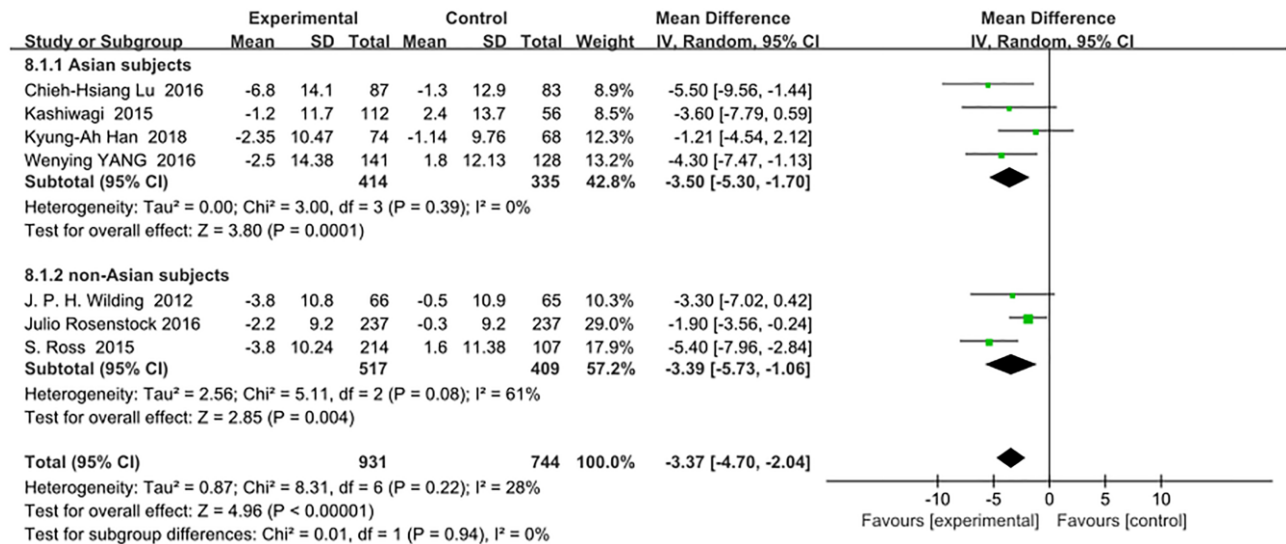 Experimental Control Mean Difference Mean Difference
Study or Subgroup Mean SD Total Mean SD Total Weight IV, Random, 95% CI IV, Random, 95% CI
8.1.1 Asian subjects
Chieh-Hsiang Lu 2016 -6.8 14.1 87 -1.3 12.9 83 8.9% -5.50 [-9.56, -1.44]
Kashiwagi 2015 -1.2 11.7 112 2.4 13.7 56 8.5% -3.60 [-7.79, 0.59]
Kyung-Ah Han 2018 -2.35 10.47 74 -1.14 9.76 68 12.3% -1.21 [-4.54, 2.12]
Wenying YANG 2016 -2.5 14.38 141 1.8 12.13 128 13.2% -4.30 [-7.47, -1.13]
Subtotal (95% CI) 414 335 42.8% -3.50 [-5.30, -1.70]
Heterogeneity: Tau² = 0.00; Chi² = 3.00, df = 3 (P = 0.39); I² = 0%
Test for overall effect: Z = 3.80 (P = 0.0001)
8.1.2 non-Asian subjects
J. P. H. Wilding 2012 -3.8 10.8 66 -0.5 10.9 65 10.3% -3.30 [-7.02, 0.42]
Julio Rosenstock 2016 -2.2 9.2 237 -0.3 9.2 237 29.0% -1.90 [-3.56, -0.24]
S. Ross 2015 -3.8 10.24 214 1.6 11.38 107 17.9% -5.40 [-7.96, -2.84]
Subtotal (95% CI) 517 409 57.2% -3.39 [-5.73, -1.06]
Heterogeneity: Tau² = 2.56; Chi² = 5.11, df = 2 (P = 0.08); I² = 61%
Test for overall effect: Z = 2.85 (P = 0.004)
Total (95% CI) 931 744 100.0% -3.37 [-4.70, -2.04]
Heterogeneity: Tau² = 0.87; Chi² = 8.31, df = 6 (P = 0.22); I² = 28%
Test for overall effect: Z = 4.96 (P < 0.00001)
Test for subgroup differences: Chi² = 0.01, df = 1 (P = 0.94), I² = 0%
-10 -5 0 5 10
Favours [experimental] Favours [control]